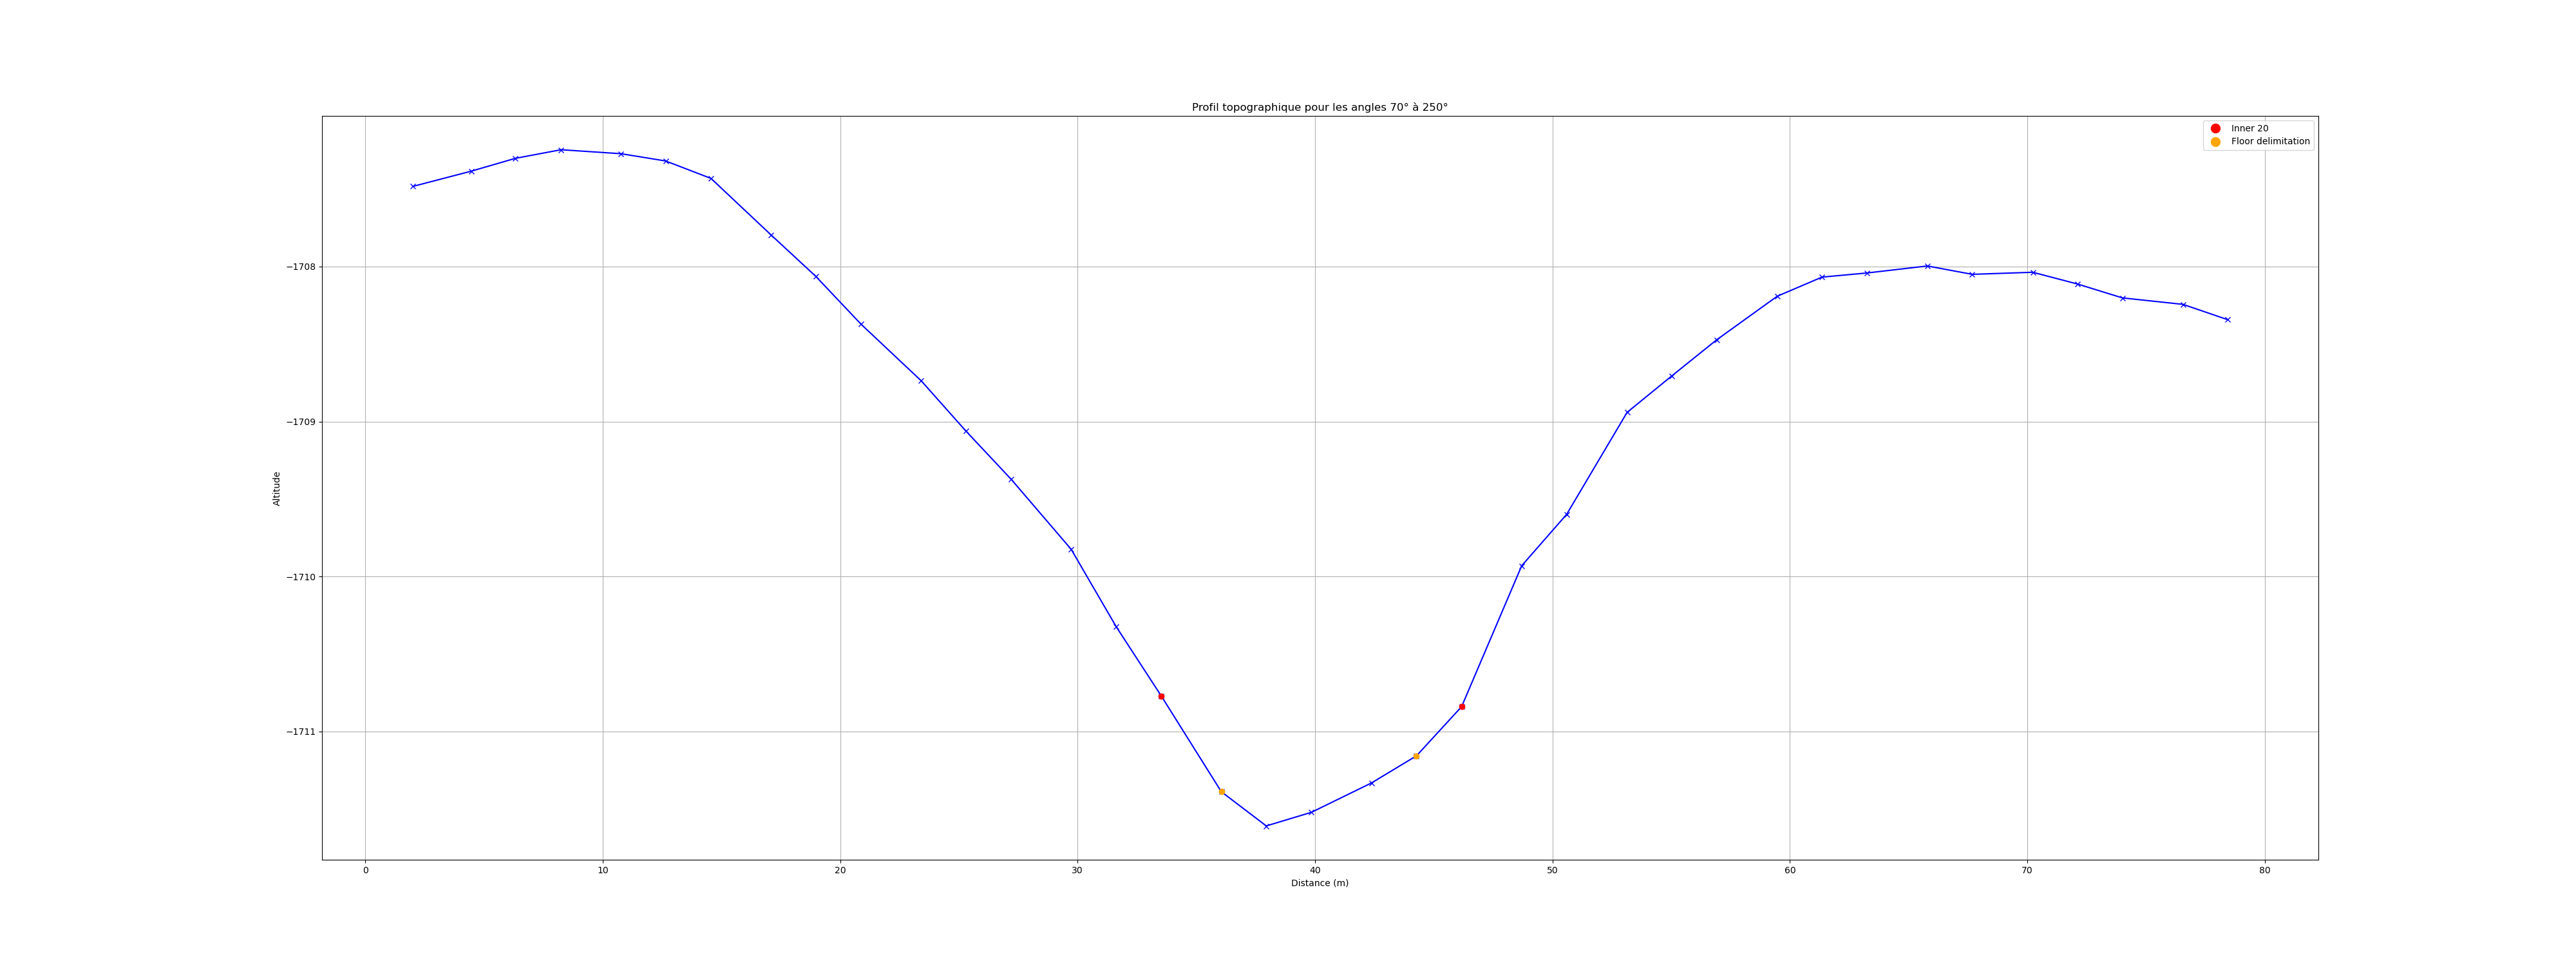 Profil topographique pour les angles 70° à 250°
Inner 20
Floor delimitation
−1708
−1709
−1710
−1711
Altitude
0 10 20 30 40 50 60 70 80
Distance (m)